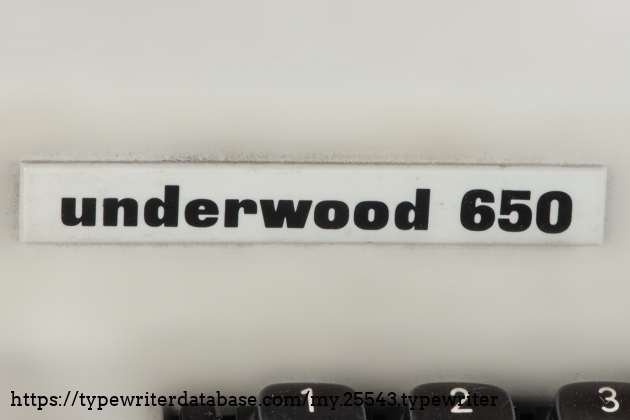 underwood 650
1 2 3
https://typewriterdatabase.com/my.25543.typewriter